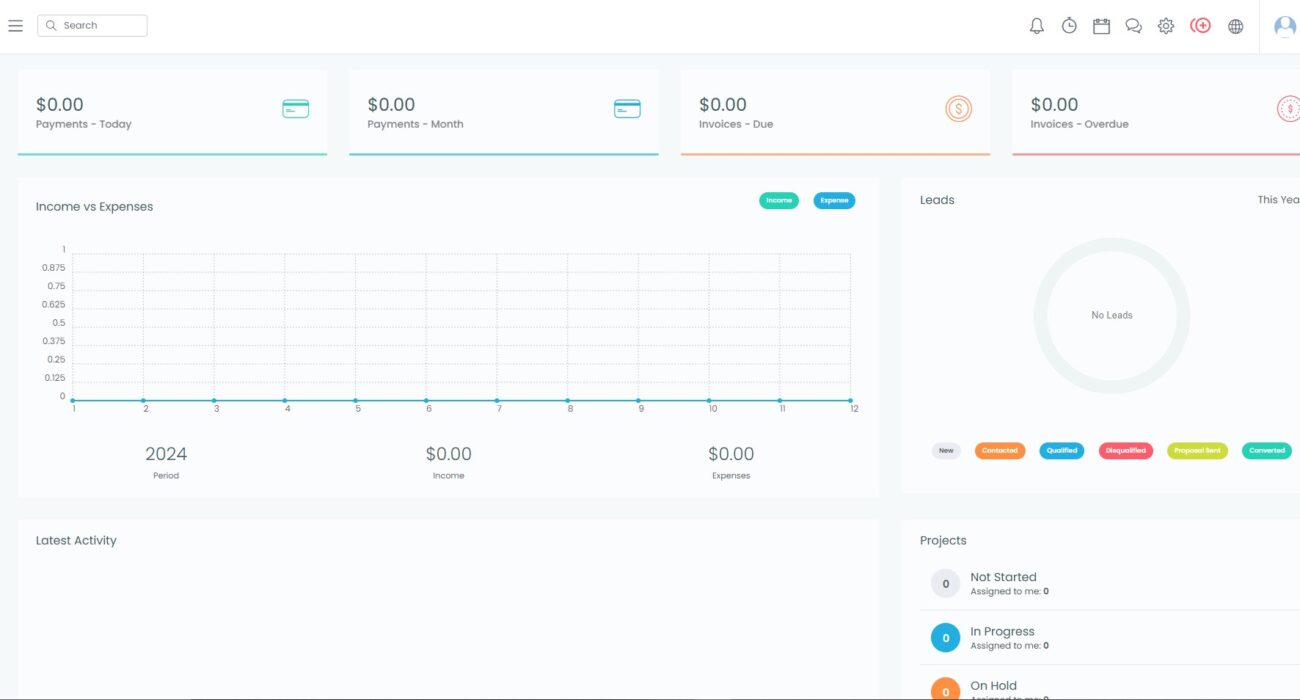 Search
$0.00
Payments - Today
$0.00
Payments - Month
$0.00
Invoices - Due
$0.00
Invoices - Overdue
Income vs Expenses
Income
Expense
1
0.875
0.75
0.625
0.5
0.375
0.25
0.125
0
1 2 3 4 5 6 7 8 9 10 11 12
2024
Period
$0.00
Income
$0.00
Expenses
Leads
This Yea
No Leads
New
Contacted
Qualified
Disqualified
Proposal Sent
Converted
Latest Activity
Projects
0
Not Started
Assigned to me: 0
0
In Progress
Assigned to me: 0
0
On Hold
Assigned to me: 0